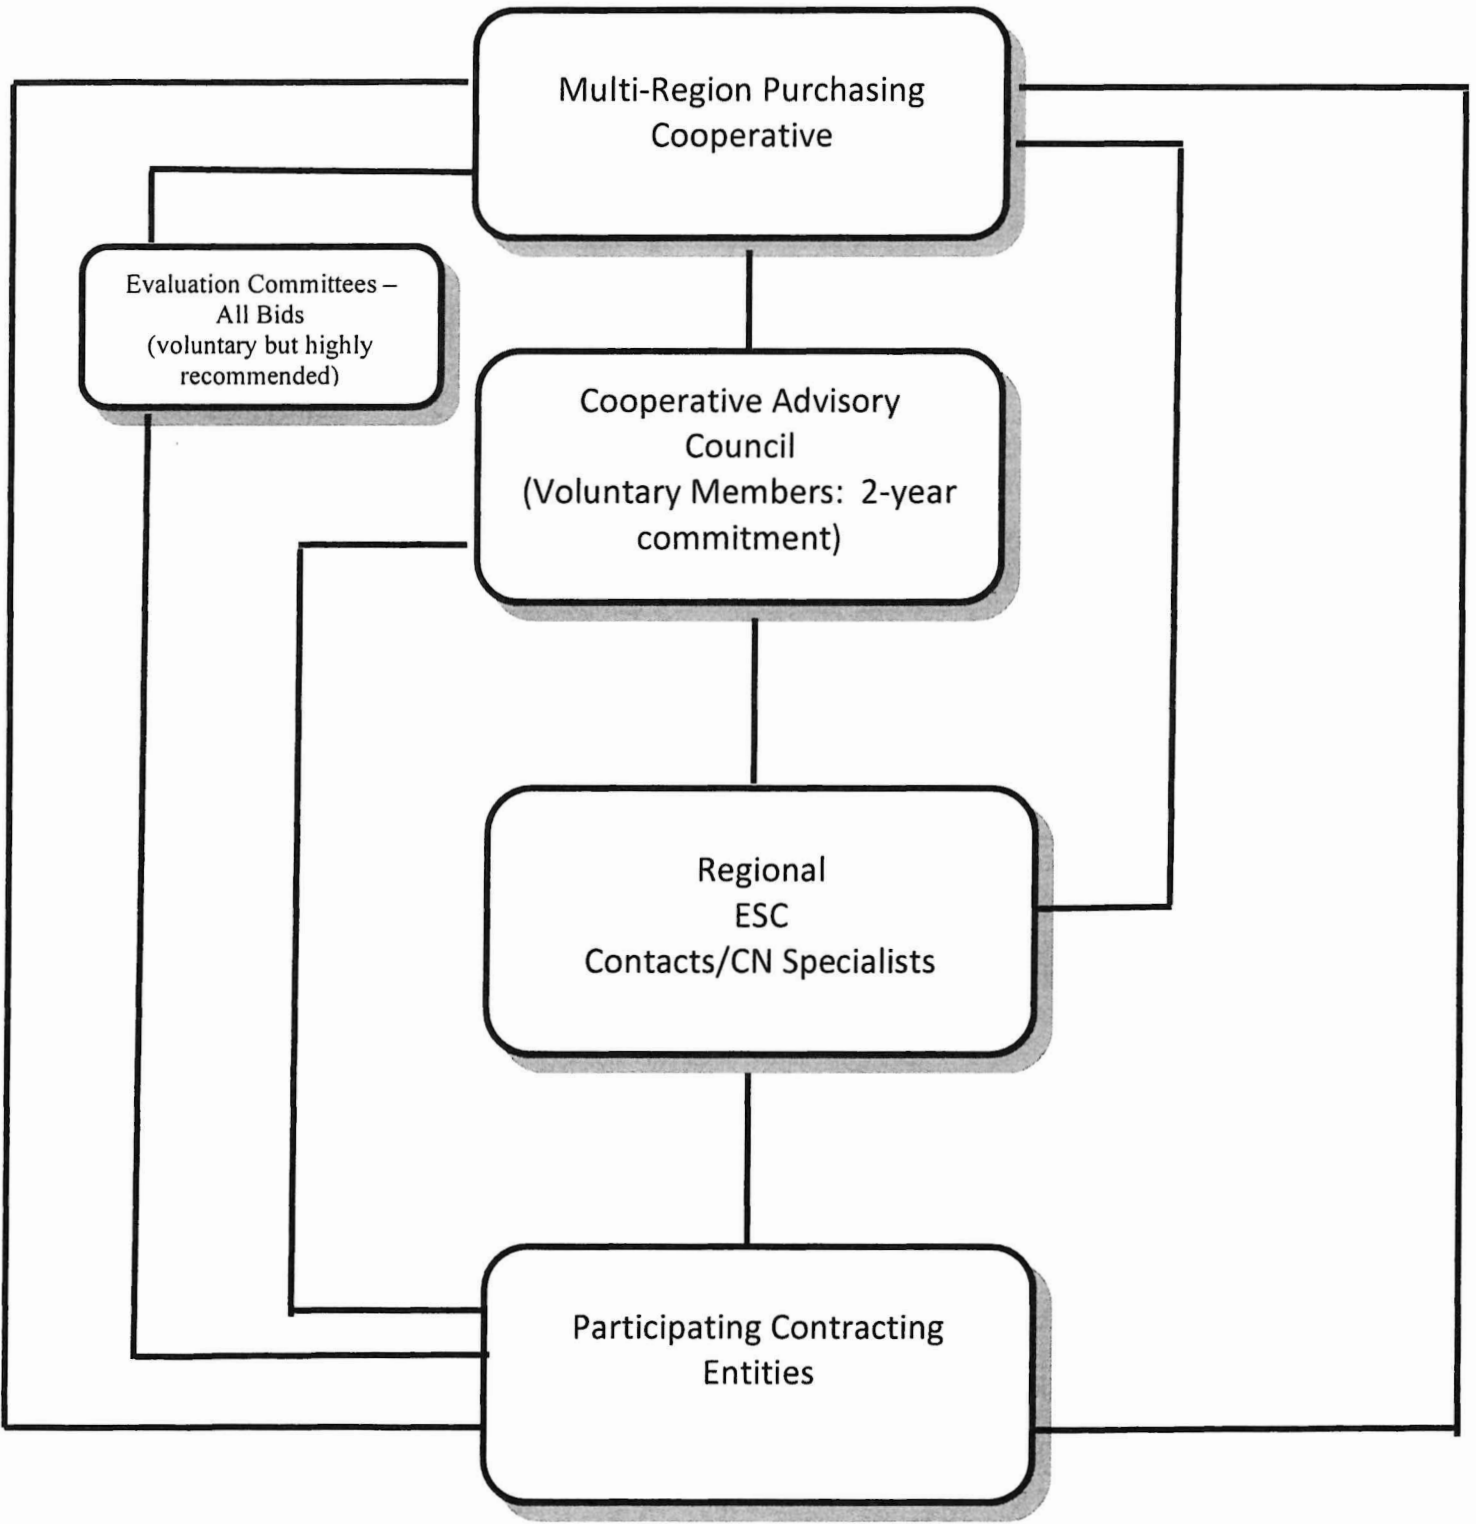 Multi-Region Purchasing
Cooperative
Evaluation Committees –
All Bids
(voluntary but highly
recommended)
Cooperative Advisory
Council
(Voluntary Members:  2-year
commitment)
Regional
ESC
Contacts/CN Specialists
Participating Contracting
Entities